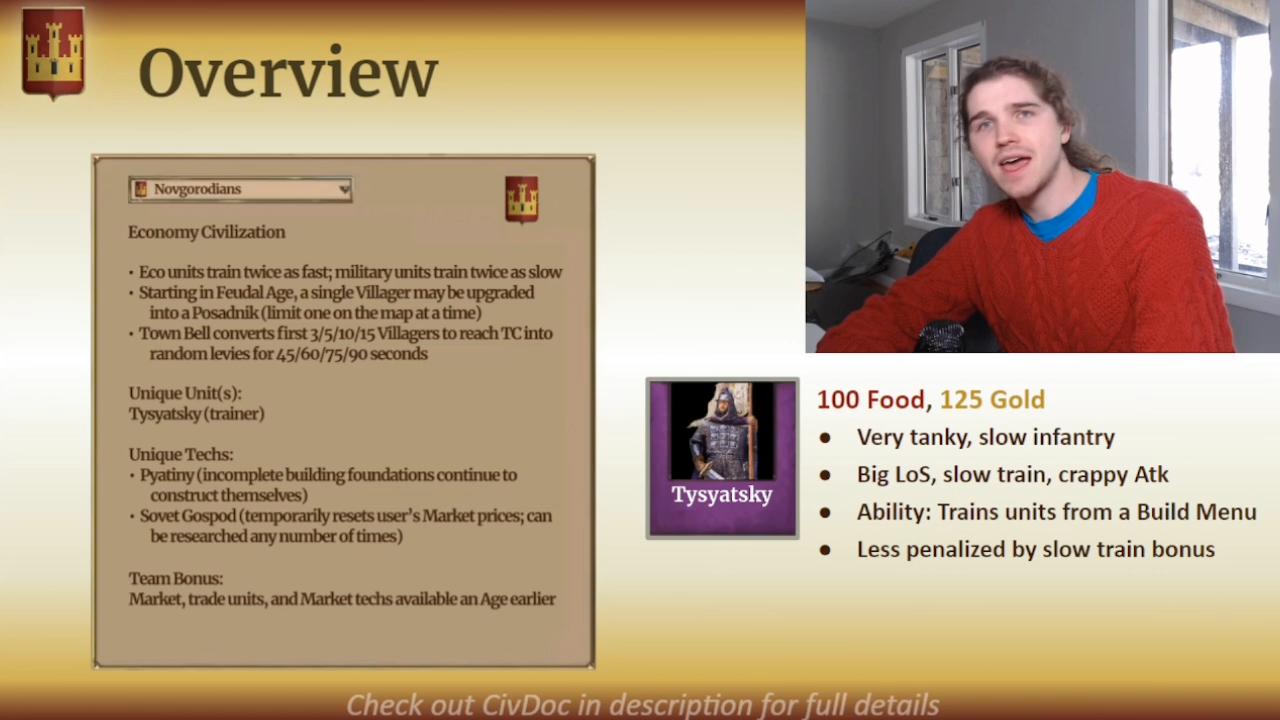 Overview
Novgorodians
Economy Civilization
• Eco units train twice as fast; military units train twice as slow
• Starting in Feudal Age, a single Villager may be upgraded
into a Posadnik (limit one on the map at a time)
• Town Bell converts first 3/5/10/15 Villagers to reach TC into
random levies for 45/60/75/90 seconds
Unique Unit(s):
Tysyatsky (trainer)
Unique Techs:
• Pyatiny (incomplete building foundations continue to
construct themselves)
• Sovet Gospod (temporarily resets user's Market prices; can
be researched any number of times)
Team Bonus:
Market, trade units, and Market techs available an Age earlier
Tysyatsky
100 Food, 125 Gold
● Very tanky, slow infantry
● Big LoS, slow train, crappy Atk
● Ability: Trains units from a Build Menu
● Less penalized by slow train bonus
Check out CivDoc in description for full details